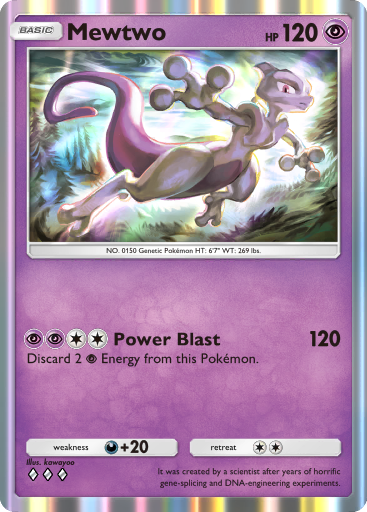 BASIC Mewtwo HP 120
NO. 0150 Genetic Pokémon HT: 6'7" WT: 269 lbs.
Power Blast 120
Discard 2 Energy from this Pokémon.
weakness +20 retreat
Illus. kawayoo
It was created by a scientist after years of horrific
gene-splicing and DNA-engineering experiments.